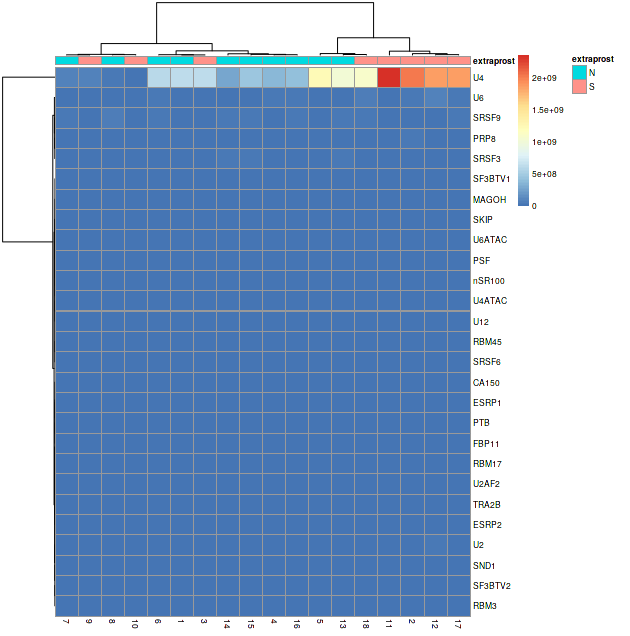 extraprost
U4
U6
SRSF9
PRP8
SRSF3
SF3BTV1
MAGOH
SKIP
U6ATAC
PSF
nSR100
U4ATAC
U12
RBM45
SRSF6
CA150
ESRP1
PTB
FBP11
RBM17
U2AF2
TRA2B
ESRP2
U2
SND1
SF3BTV2
RBM3
7 9 8 10 6 1 3 14 15 4 16 5 13 18 11 2 12 17
2e+09
1.5e+09
1e+09
5e+08
0
extraprost
N
S